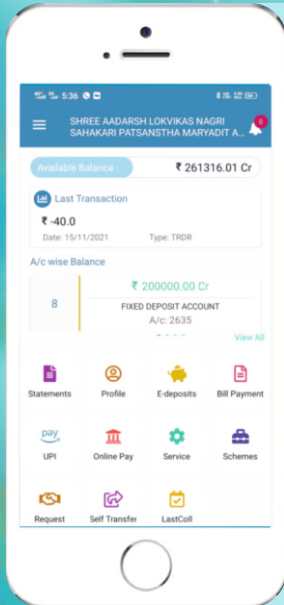 5:36
SHREE AADARSH LOKVIKAS NAGRI
SAHAKARI PATSANSTHA MARYADIT A...
0
Available Balance :
₹ 261316.01 Cr
Last Transaction
₹ -40.0
Date: 15/11/2021
Type: TRDR
A/c wise Balance
₹ 200000.00 Cr
8
FIXED DEPOSIT ACCOUNT
A/c: 2635
View All
Statements
Profile
E-deposits
Bill Payment
pay
UPI
Online Pay
Service
Schemes
Request
Self Transfer
LastColl